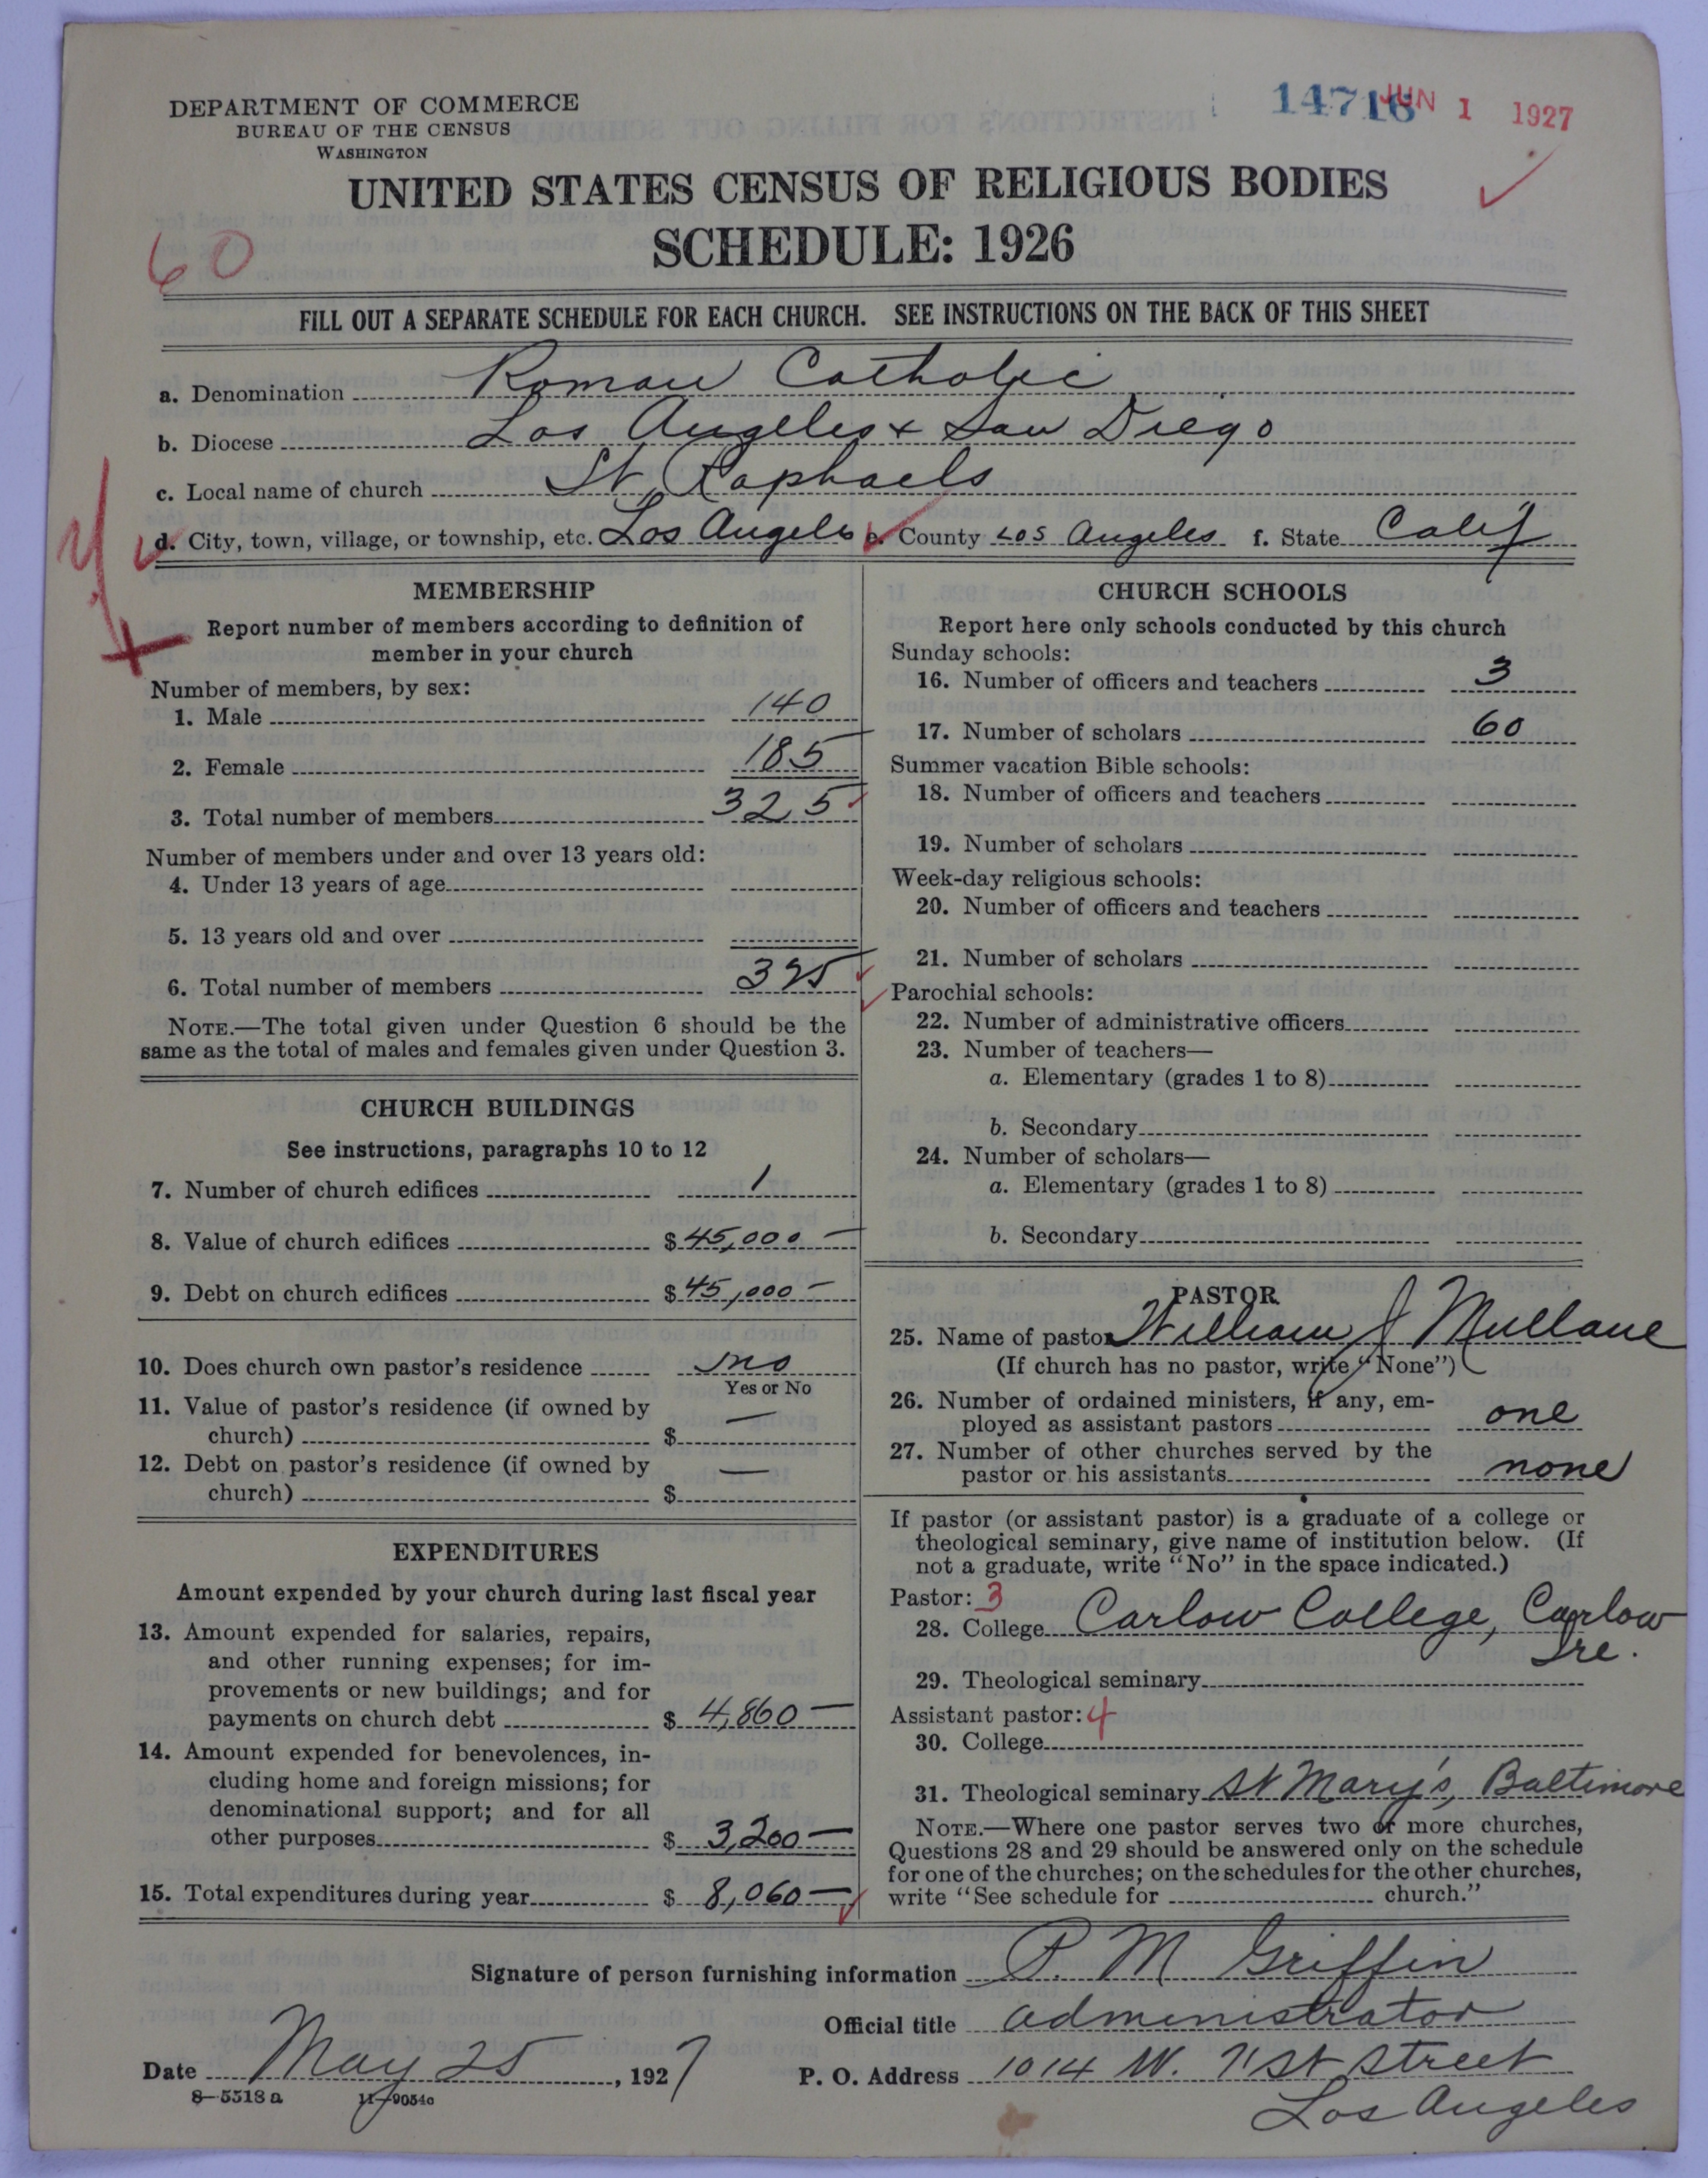 14716 JUN 1 1927
DEPARTMENT OF COMMERCE
BUREAU OF THE CENSUS
WASHINGTON
UNITED STATES CENSUS OF RELIGIOUS BODIES
SCHEDULE: 1926
60
FILL OUT A SEPARATE SCHEDULE FOR EACH CHURCH. SEE INSTRUCTIONS ON THE BACK OF THIS SHEET
a. Denomination Roman Catholic
b. Diocese Los Angeles & San Diego
c. Local name of church St Raphaels
d. City, town, village, or township, etc. Los Angeles e. County Los Angeles f. State Calif
MEMBERSHIP
Report number of members according to definition of
member in your church
Number of members, by sex:
1. Male 140
2. Female 185
3. Total number of members 325
Number of members under and over 13 years old:
4. Under 13 years of age
5. 13 years old and over
6. Total number of members 325
NOTE.—The total given under Question 6 should be the
same as the total of males and females given under Question 3.
CHURCH BUILDINGS
See instructions, paragraphs 10 to 12
7. Number of church edifices 1
8. Value of church edifices $45,000 —
9. Debt on church edifices $45,000 —
10. Does church own pastor's residence no
Yes or No
11. Value of pastor's residence (if owned by —
church) $
12. Debt on pastor's residence (if owned by —
church) $
EXPENDITURES
Amount expended by your church during last fiscal year
13. Amount expended for salaries, repairs,
and other running expenses; for im-
provements or new buildings; and for
payments on church debt $ 4,860 —
14. Amount expended for benevolences, in-
cluding home and foreign missions; for
denominational support; and for all
other purposes $ 3,200 —
15. Total expenditures during year $ 8,060 —
CHURCH SCHOOLS
Report here only schools conducted by this church
Sunday schools:
16. Number of officers and teachers 3
17. Number of scholars 60
Summer vacation Bible schools:
18. Number of officers and teachers
19. Number of scholars
Week-day religious schools:
20. Number of officers and teachers
21. Number of scholars
Parochial schools:
22. Number of administrative officers
23. Number of teachers—
a. Elementary (grades 1 to 8)
b. Secondary
24. Number of scholars—
a. Elementary (grades 1 to 8)
b. Secondary
PASTOR
25. Name of pastor William J Mullane
(If church has no pastor, write "None")
26. Number of ordained ministers, if any, em-
ployed as assistant pastors one
27. Number of other churches served by the
pastor or his assistants none
If pastor (or assistant pastor) is a graduate of a college or
theological seminary, give name of institution below. (If
not a graduate, write "No" in the space indicated.)
Pastor: 3
28. College Carlow College, Carlow
Ire.
29. Theological seminary
Assistant pastor: 4
30. College
31. Theological seminary St Mary's, Baltimore
NOTE.—Where one pastor serves two or more churches,
Questions 28 and 29 should be answered only on the schedule
for one of the churches; on the schedules for the other churches,
write "See schedule for church."
Signature of person furnishing information P. M Griffin
Official title administrator
Date May 25, 1927 P. O. Address 1014 W. 71st Street
8—5518 a 11—9054a
Los Angeles